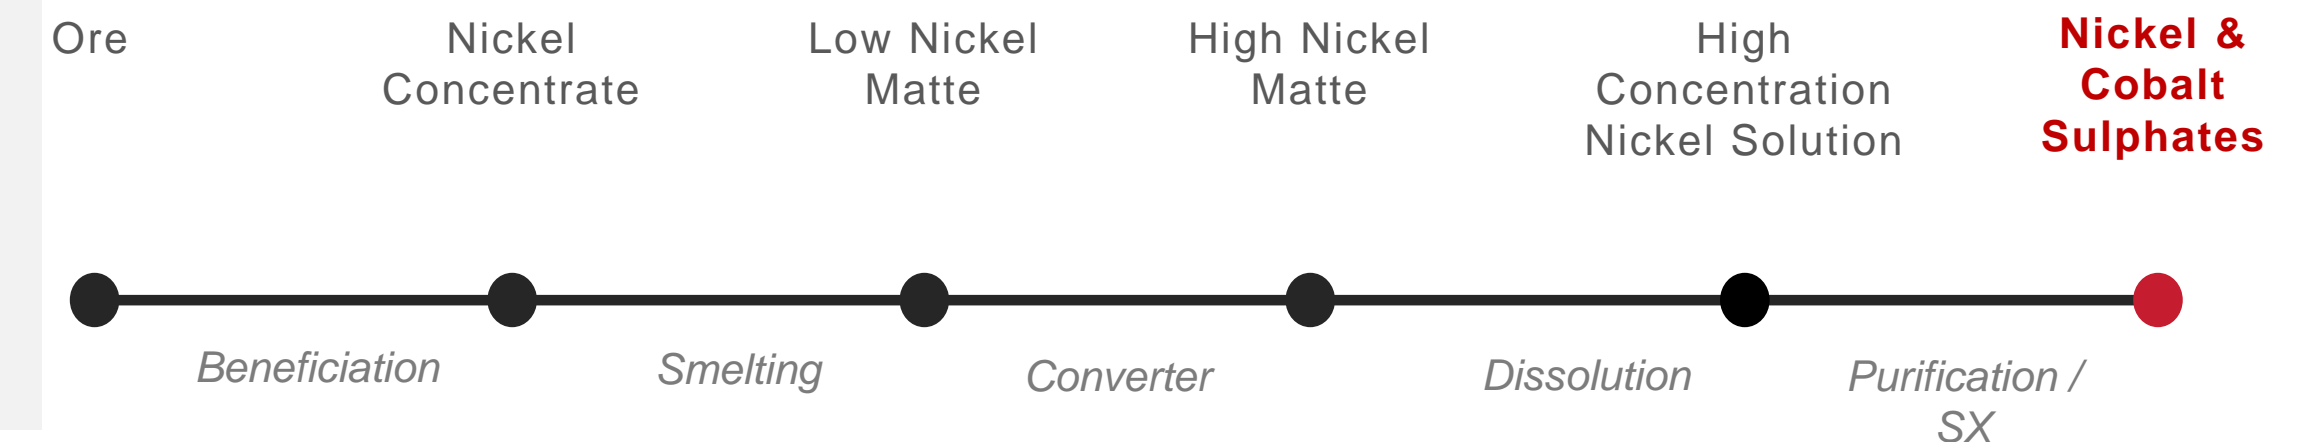 Ore
Nickel
Concentrate
Low Nickel
Matte
High Nickel
Matte
High
Concentration
Nickel Solution
Nickel &
Cobalt
Sulphates
Beneficiation
Smelting
Converter
Dissolution
Purification /
SX